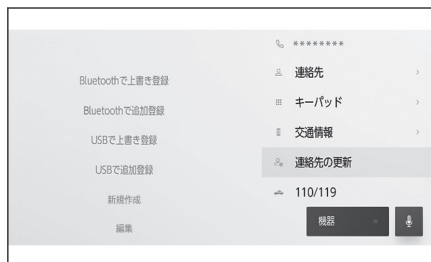 Bluetoothで上書き登録
Bluetoothで追加登録
USBで上書き登録
USBで追加登録
新規作成
編集
********
連絡先
キーパッド
交通情報
連絡先の更新
110/119
機器